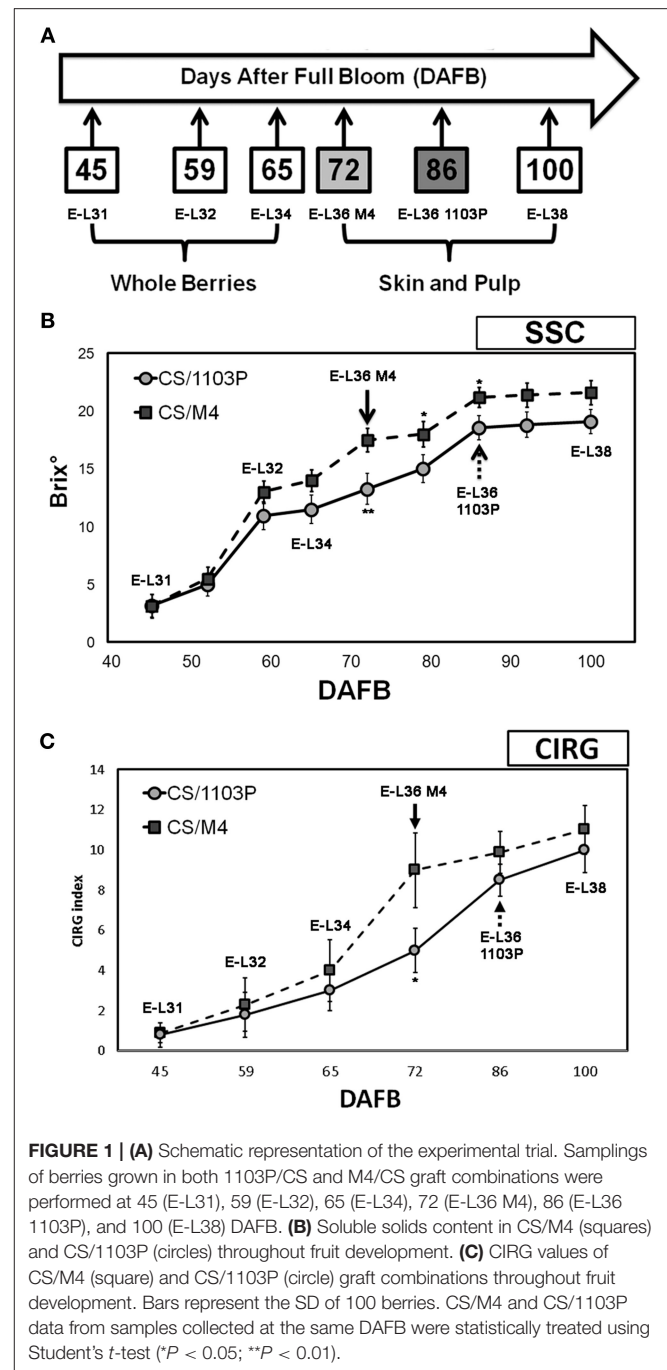 A
Days After Full Bloom (DAFB)
45 59 65 72 86 100
E-L31 E-L32 E-L34 E-L36 M4 E-L36 1103P E-L38
Whole Berries Skin and Pulp
B
SSC
25
20
15
10
5
0
Brix°
CS/1103P
CS/M4
E-L36 M4
* *
E-L32
E-L38
E-L36
1103P
**
E-L34
E-L31
40 50 60 70 80 90 100
DAFB
C
CIRG
14
12
10
8
6
4
2
0
CIRG index
CS/1103P
CS/M4
E-L36 M4
E-L38
E-L36
1103P
E-L34
E-L32
*
E-L31
45 59 65 72 86 100
DAFB
FIGURE 1 | (A) Schematic representation of the experimental trial. Samplings
of berries grown in both 1103P/CS and M4/CS graft combinations were
performed at 45 (E-L31), 59 (E-L32), 65 (E-L34), 72 (E-L36 M4), 86 (E-L36
1103P), and 100 (E-L38) DAFB. (B) Soluble solids content in CS/M4 (squares)
and CS/1103P (circles) throughout fruit development. (C) CIRG values of
CS/M4 (square) and CS/1103P (circle) graft combinations throughout fruit
development. Bars represent the SD of 100 berries. CS/M4 and CS/1103P
data from samples collected at the same DAFB were statistically treated using
Student's t-test (*P < 0.05; **P < 0.01).